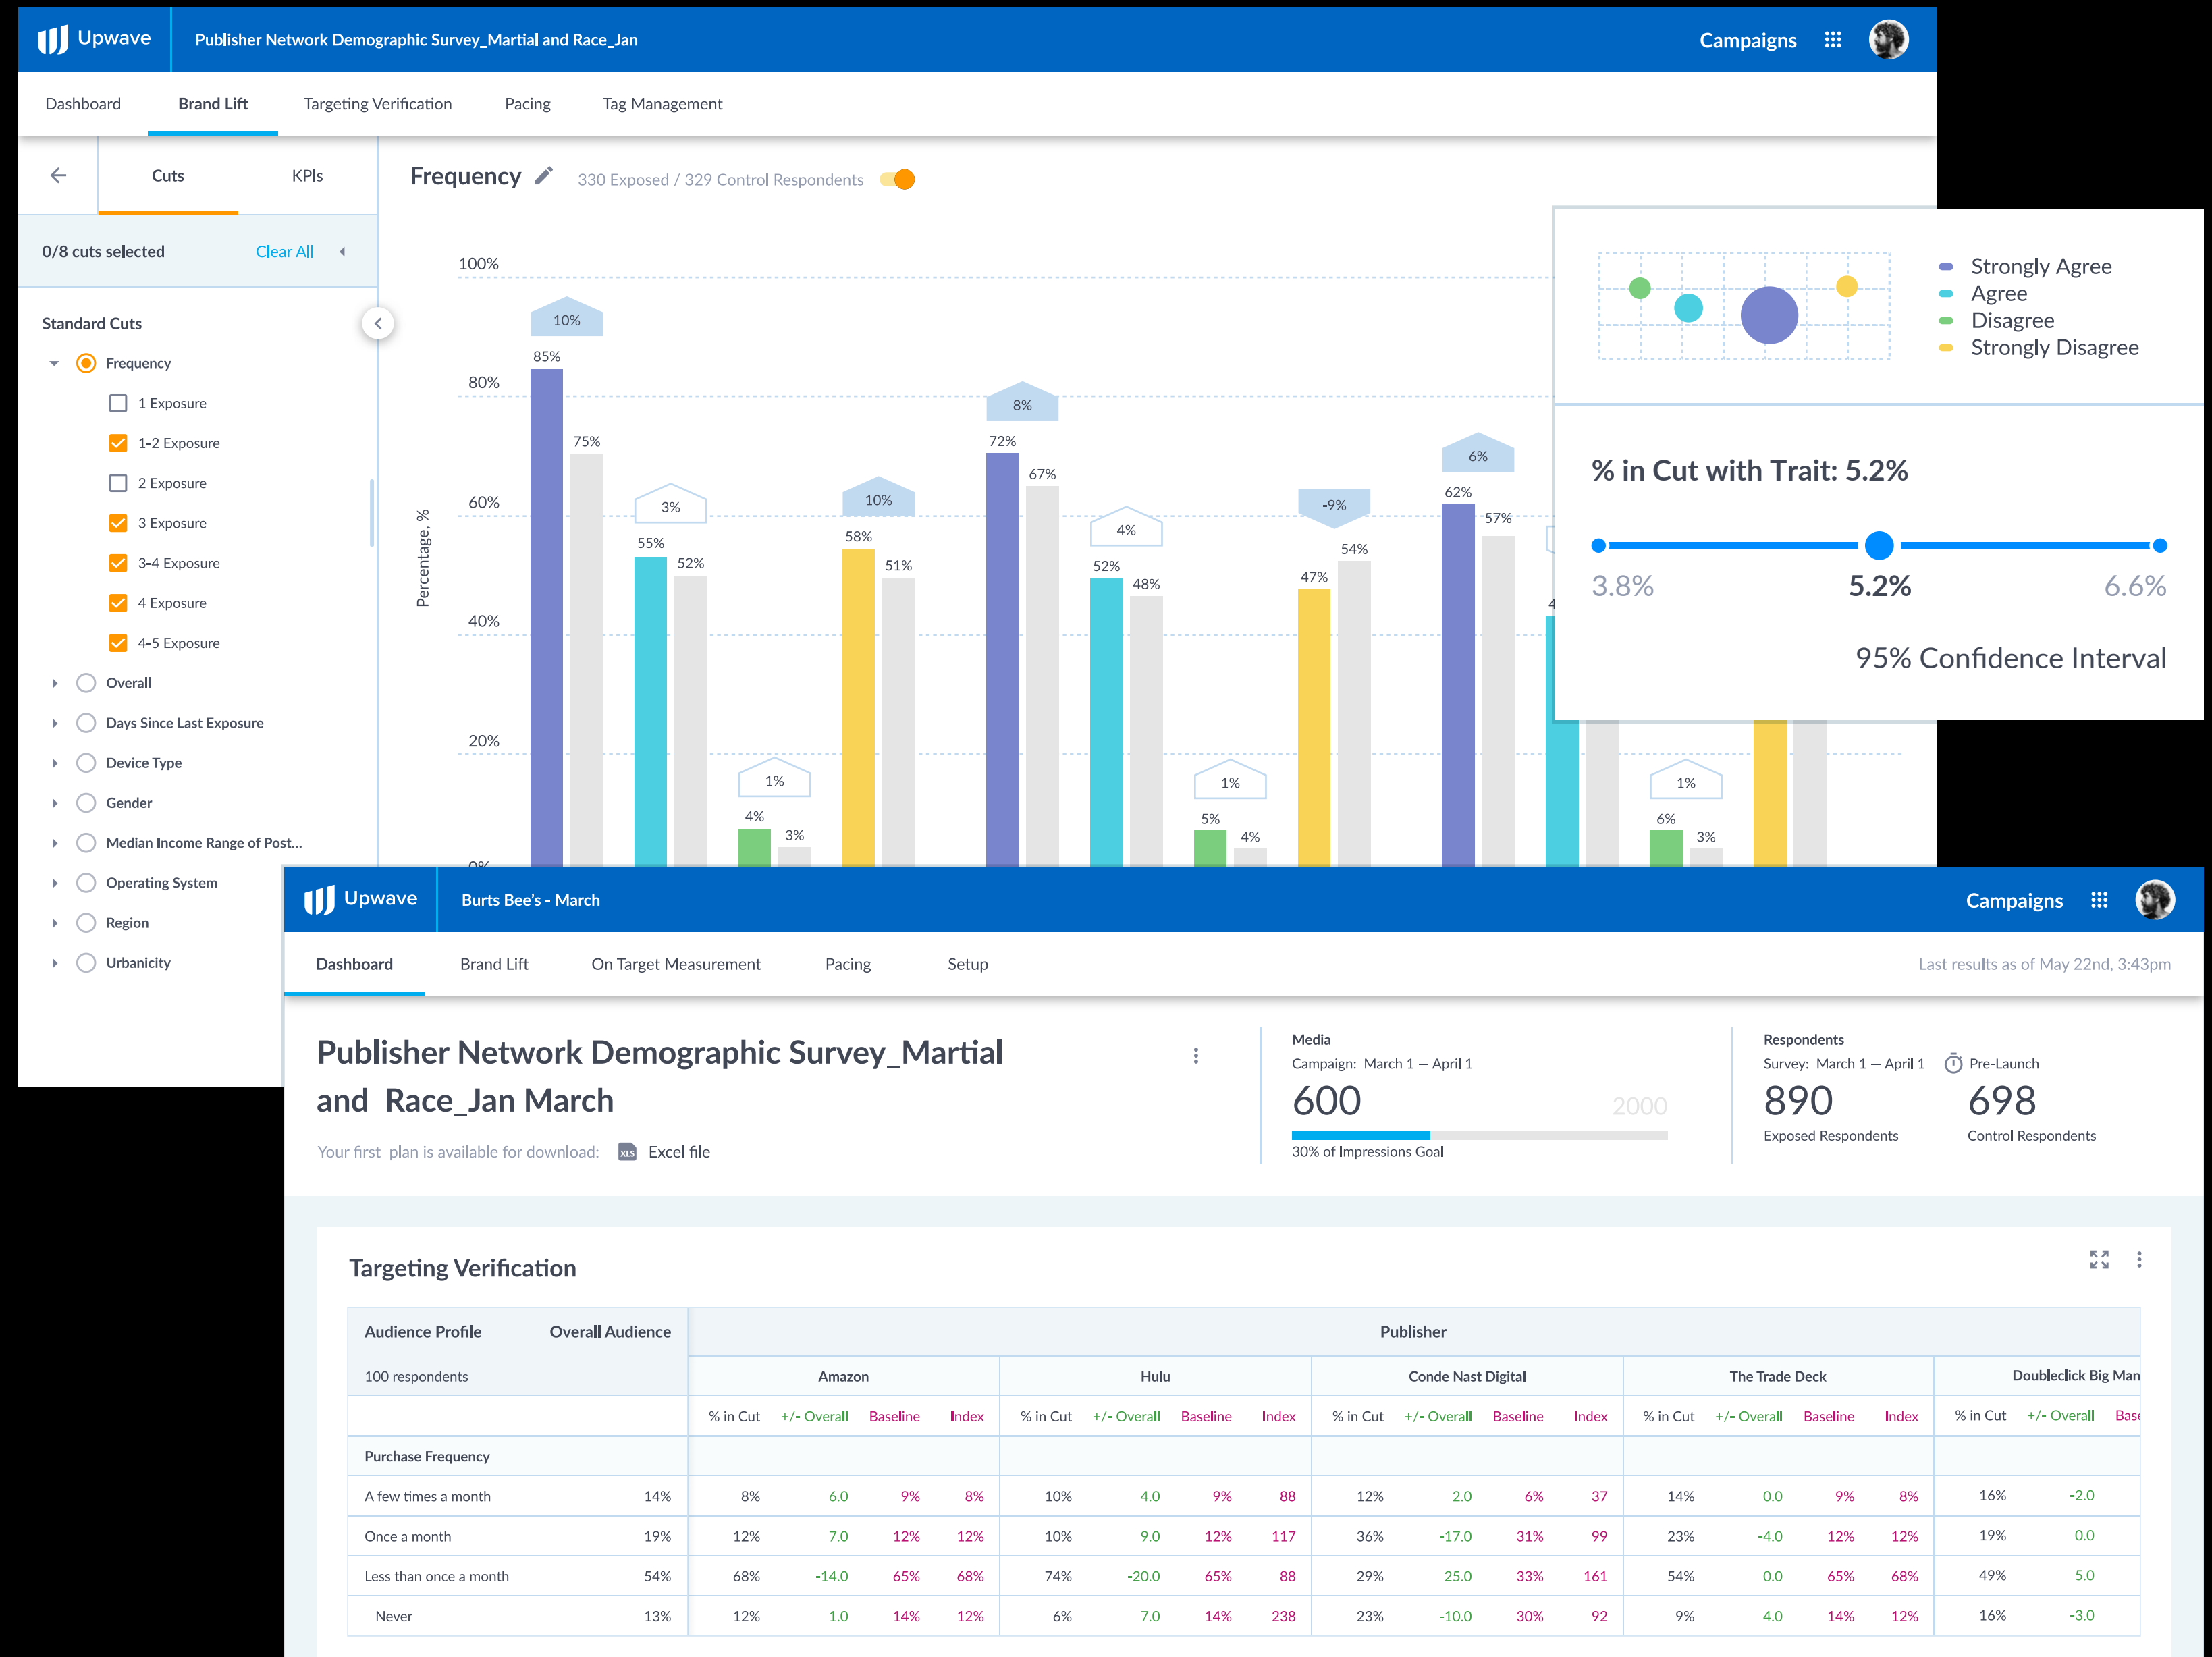 Upwave
Publisher Network Demographic Survey_Martial and Race_Jan
Campaigns
Dashboard Brand Lift Targeting Verification Pacing Tag Management
Cuts KPIs
0/8 cuts selected Clear All
Standard Cuts
Frequency
1 Exposure
1-2 Exposure
2 Exposure
3 Exposure
3-4 Exposure
4 Exposure
4-5 Exposure
Overall
Days Since Last Exposure
Device Type
Gender
Median Income Range of Post...
Operating System
Region
Urbanicity
Frequency 330 Exposed / 329 Control Respondents
Percentage, %
100%
80%
60%
40%
20%
0%
10%
85%
75%
3%
55%
52%
1%
4%
3%
10%
58%
51%
8%
72%
67%
4%
52%
48%
1%
5%
4%
-9%
47%
54%
6%
62%
57%
4
1%
6%
3%
Strongly Agree
Agree
Disagree
Strongly Disagree
% in Cut with Trait: 5.2%
3.8% 5.2% 6.6%
95% Confidence Interval
Upwave
Burts Bee's - March
Campaigns
Dashboard Brand Lift On Target Measurement Pacing Setup
Last results as of May 22nd, 3:43pm
Publisher Network Demographic Survey_Martial
and Race_Jan March
Your first plan is available for download: XLS Excel file
Media
Campaign: March 1 — April 1
600 2000
30% of Impressions Goal
Respondents
Survey: March 1 — April 1 Pre-Launch
890 698
Exposed Respondents Control Respondents
Targeting Verification
Audience Profile Overall Audience Publisher
100 respondents Amazon Hulu Conde Nast Digital The Trade Deck Doubleclick Big Man
% in Cut +/- Overall Baseline Index % in Cut +/- Overall Baseline Index % in Cut +/- Overall Baseline Index % in Cut +/- Overall Baseline Index % in Cut +/- Overall Base
Purchase Frequency
A few times a month 14% 8% 6.0 9% 8% 10% 4.0 9% 88 12% 2.0 6% 37 14% 0.0 9% 8% 16% -2.0
Once a month 19% 12% 7.0 12% 12% 10% 9.0 12% 117 36% -17.0 31% 99 23% -4.0 12% 12% 19% 0.0
Less than once a month 54% 68% -14.0 65% 68% 74% -20.0 65% 88 29% 25.0 33% 161 54% 0.0 65% 68% 49% 5.0
Never 13% 12% 1.0 14% 12% 6% 7.0 14% 238 23% -10.0 30% 92 9% 4.0 14% 12% 16% -3.0